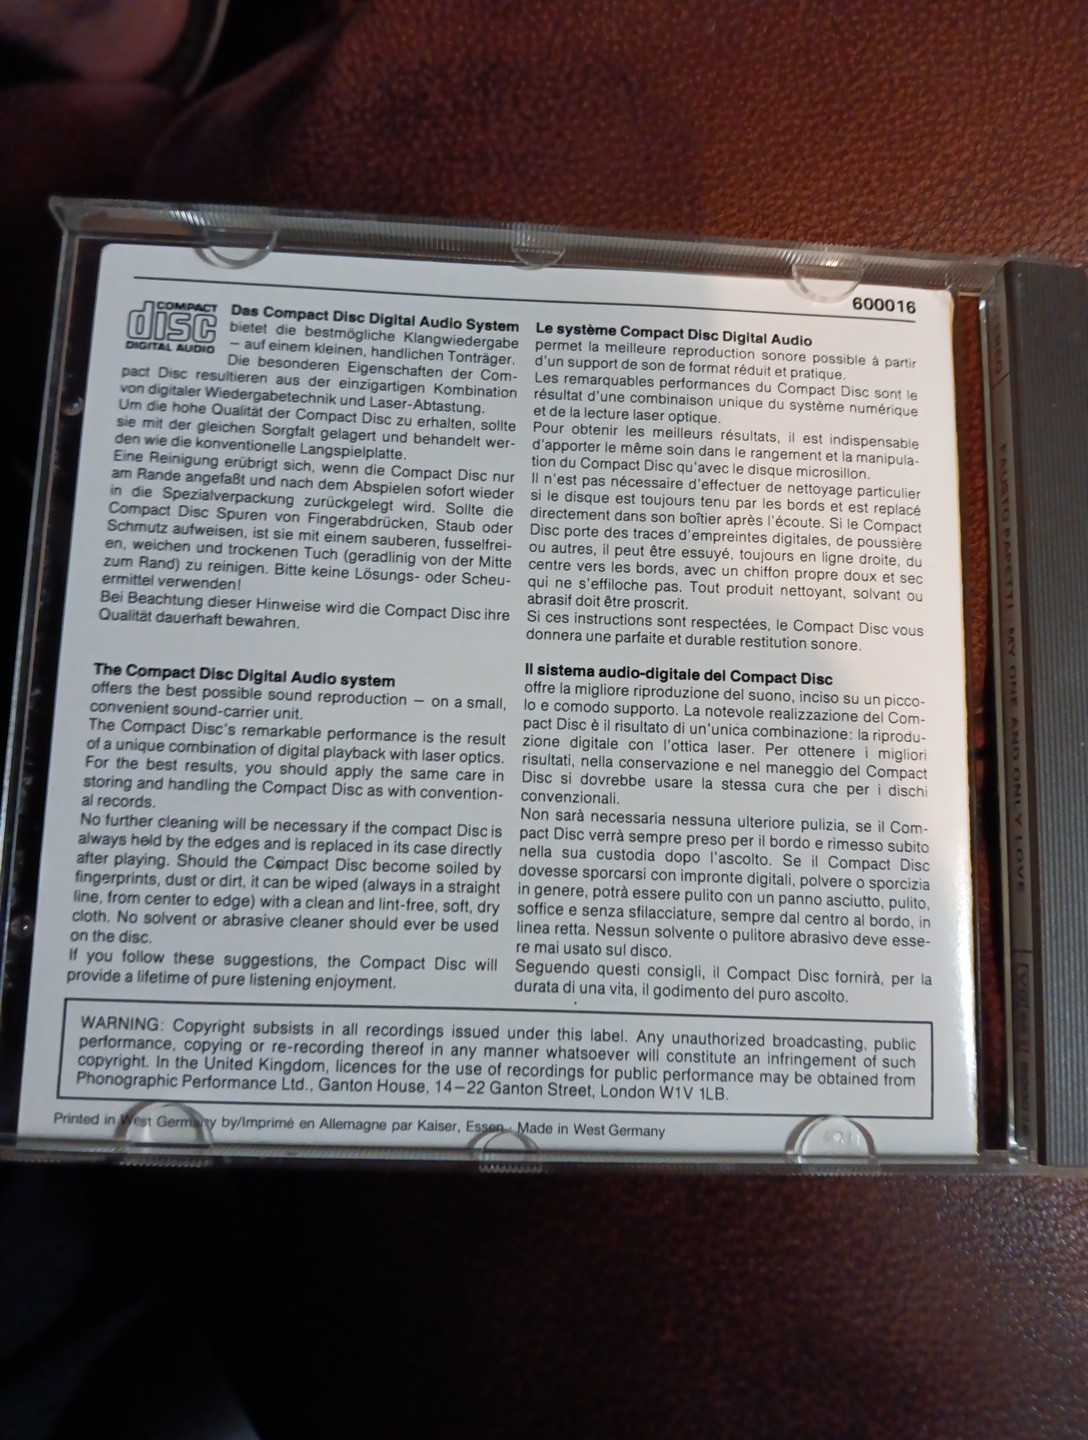 600016
COMPACT
disc
DIGITAL AUDIO
Das Compact Disc Digital Audio System
bietet die bestmögliche Klangwiedergabe
– auf einem kleinen, handlichen Tonträger.
Die besonderen Eigenschaften der Com-
pact Disc resultieren aus der einzigartigen Kombination
von digitaler Wiedergabetechnik und Laser-Abtastung.
Um die hohe Qualität der Compact Disc zu erhalten, sollte
sie mit der gleichen Sorgfalt gelagert und behandelt wer-
den wie die konventionelle Langspielplatte.
Eine Reinigung erübrigt sich, wenn die Compact Disc nur
am Rande angefaßt und nach dem Abspielen sofort wieder
in die Spezialverpackung zurückgelegt wird. Sollte die
Compact Disc Spuren von Fingerabdrücken, Staub oder
Schmutz aufweisen, ist sie mit einem sauberen, fusselfrei-
en, weichen und trockenen Tuch (geradlinig von der Mitte
zum Rand) zu reinigen. Bitte keine Lösungs- oder Scheu-
ermittel verwenden!
Bei Beachtung dieser Hinweise wird die Compact Disc ihre
Qualität dauerhaft bewahren.
Le système Compact Disc Digital Audio
permet la meilleure reproduction sonore possible à partir
d'un support de son de format réduit et pratique.
Les remarquables performances du Compact Disc sont le
résultat d'une combinaison unique du système numérique
et de la lecture laser optique.
Pour obtenir les meilleurs résultats, il est indispensable
d'apporter le même soin dans le rangement et la manipula-
tion du Compact Disc qu'avec le disque microsillon.
Il n'est pas nécessaire d'effectuer de nettoyage particulier
si le disque est toujours tenu par les bords et est replacé
directement dans son boîtier après l'écoute. Si le Compact
Disc porte des traces d'empreintes digitales, de poussière
ou autres, il peut être essuyé, toujours en ligne droite, du
centre vers les bords, avec un chiffon propre doux et sec
qui ne s'effiloche pas. Tout produit nettoyant, solvant ou
abrasif doit être proscrit.
Si ces instructions sont respectées, le Compact Disc vous
donnera une parfaite et durable restitution sonore.
The Compact Disc Digital Audio system
offers the best possible sound reproduction – on a small,
convenient sound-carrier unit.
The Compact Disc's remarkable performance is the result
of a unique combination of digital playback with laser optics.
For the best results, you should apply the same care in
storing and handling the Compact Disc as with convention-
al records.
No further cleaning will be necessary if the compact Disc is
always held by the edges and is replaced in its case directly
after playing. Should the Compact Disc become soiled by
fingerprints, dust or dirt, it can be wiped (always in a straight
line, from center to edge) with a clean and lint-free, soft, dry
cloth. No solvent or abrasive cleaner should ever be used
on the disc.
If you follow these suggestions, the Compact Disc will
provide a lifetime of pure listening enjoyment.
Il sistema audio-digitale del Compact Disc
offre la migliore riproduzione del suono, inciso su un picco-
lo e comodo supporto. La notevole realizzazione del Com-
pact Disc è il risultato di un'unica combinazione: la riprodu-
zione digitale con l'ottica laser. Per ottenere i migliori
risultati, nella conservazione e nel maneggio del Compact
Disc si dovrebbe usare la stessa cura che per i dischi
convenzionali.
Non sarà necessaria nessuna ulteriore pulizia, se il Com-
pact Disc verrà sempre preso per il bordo e rimesso subito
nella sua custodia dopo l'ascolto. Se il Compact Disc
dovesse sporcarsi con impronte digitali, polvere o sporcizia
in genere, potrà essere pulito con un panno asciutto, pulito,
soffice e senza sfilacciature, sempre dal centro al bordo, in
linea retta. Nessun solvente o pulitore abrasivo deve esse-
re mai usato sul disco.
Seguendo questi consigli, il Compact Disc fornirà, per la
durata di una vita, il godimento del puro ascolto.
WARNING: Copyright subsists in all recordings issued under this label. Any unauthorized broadcasting, public
performance, copying or re-recording thereof in any manner whatsoever will constitute an infringement of such
copyright. In the United Kingdom, licences for the use of recordings for public performance may be obtained from
Phonographic Performance Ltd., Ganton House, 14–22 Ganton Street, London W1V 1LB.
Printed in West Germany by/Imprimé en Allemagne par Kaiser, Essen · Made in West Germany
FAUSTO PAPETTI MY ONE AND ONLY LOVE